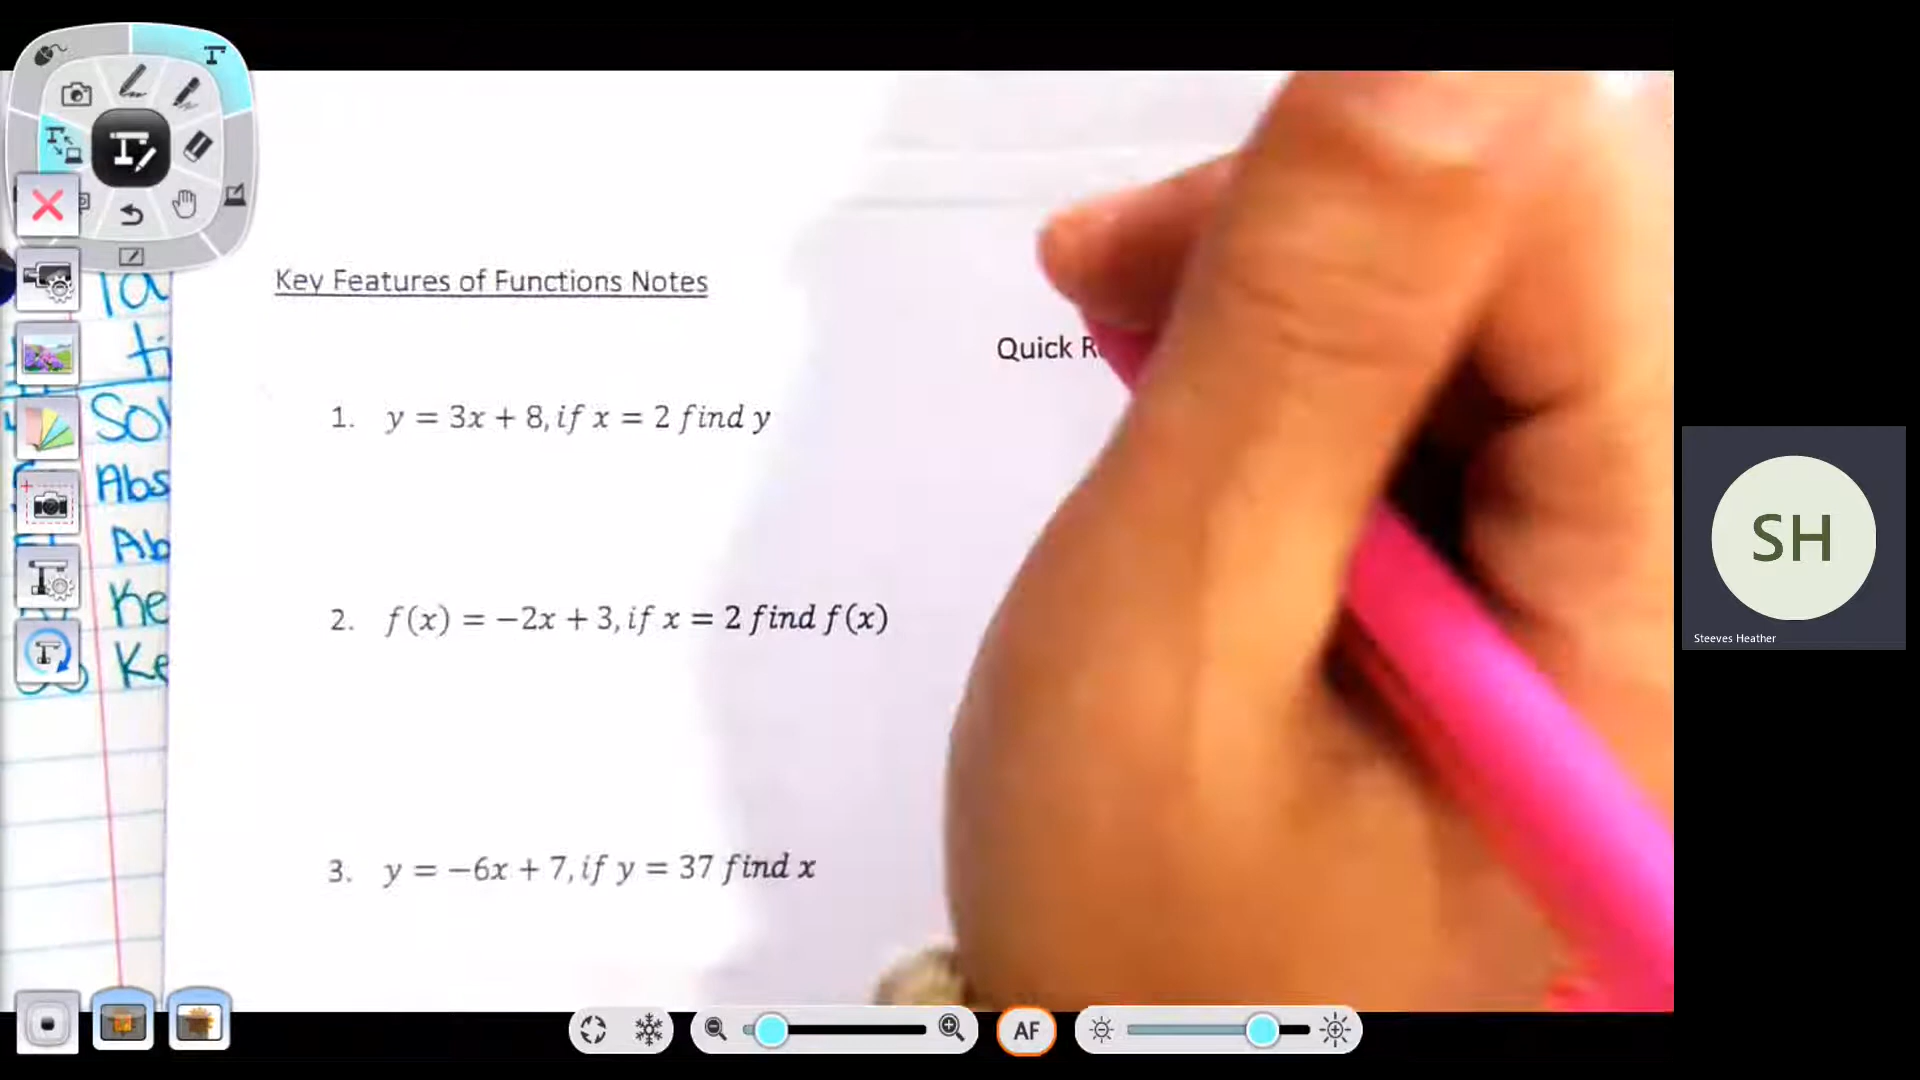 Key Features of Functions Notes
Quick
1. y = 3x + 8, if x = 2 find y
Abs
2. f(x) = −2x + 3, if x = 2 find f(x)
3. y = −6x + 7, if y = 37 find x
SH
Steeves Heather
AF